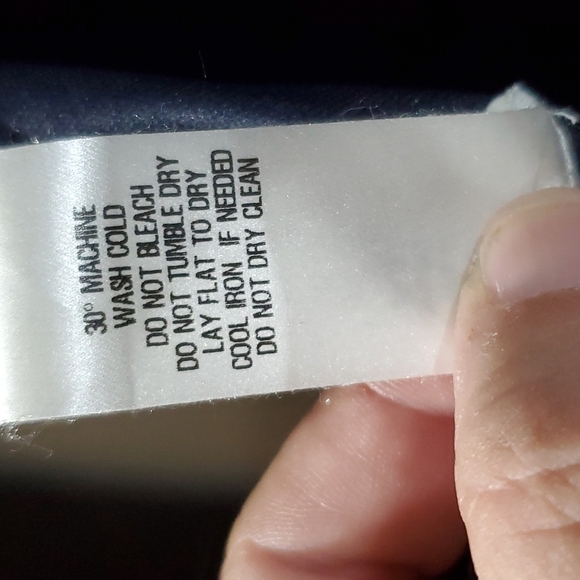 30° MACHINE
WASH COLD
DO NOT BLEACH
DO NOT TUMBLE DRY
LAY FLAT TO DRY
COOL IRON IF NEEDED
DO NOT DRY CLEAN